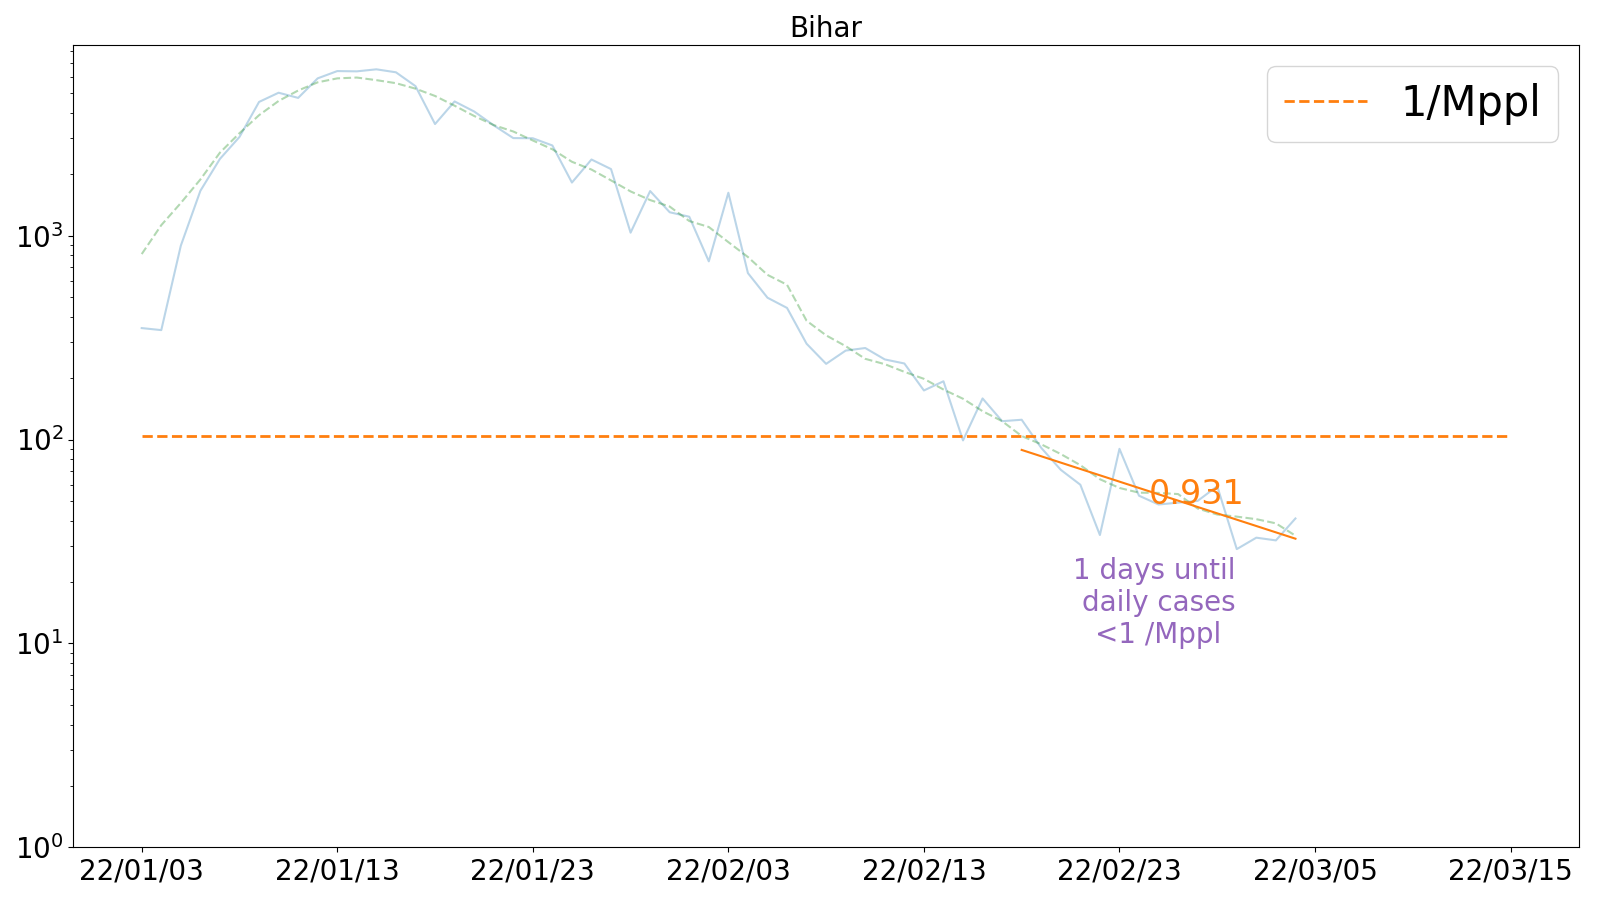 Bihar
1/Mppl
10³
10²
10¹
10⁰
0.931
1 days until
daily cases
<1 /Mppl
22/01/03 22/01/13 22/01/23 22/02/03 22/02/13 22/02/23 22/03/05 22/03/15